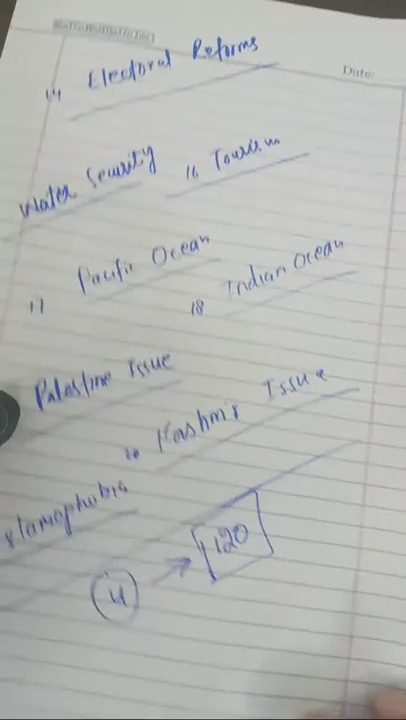 14 Electoral Reforms
Date:
Water Security 16 Tourism
17 Pacific Ocean 18 Indian Ocean
Palestine Issue
20 Kashmir Issue
Islamophobia
120